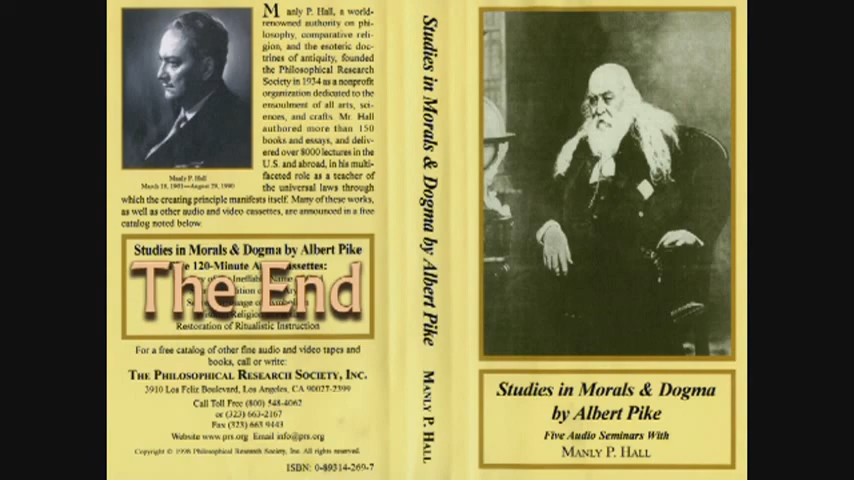 Manly P. Hall, a world-
renowned authority on phi-
losophy, comparative reli-
gion, and the esoteric doc-
trines of antiquity, founded
the Philosophical Research
Society in 1934 as a nonprofit
organization dedicated to the
ensoulment of all arts, sci-
ences, and crafts. Mr. Hall
authored more than 150
books and essays, and deliv-
ered over 8000 lectures in the
U.S. and abroad, in his multi-
faceted role as a teacher of
the universal laws through
which the creating principle manifests itself. Many of these works,
as well as other audio and video cassettes, are announced in a free
catalog noted below.
Manly P. Hall
March 18, 1901—August 29, 1990
Studies in Morals & Dogma by Albert Pike
120-Minute
The End
Restoration of Ritualistic Instruction
For a free catalog of other fine audio and video tapes and
books, call or write:
THE PHILOSOPHICAL RESEARCH SOCIETY, INC.
3910 Los Feliz Boulevard, Los Angeles, CA 90027-2399
Call Toll Free (800) 548-4062
or (323) 663-2167
Fax (323) 663 9443
Website www.prs.org Email info@prs.org
Copyright © 1998 Philosophical Research Society, Inc. All rights reserved.
ISBN: 0-89314-269-7
Studies in Morals & Dogma by Albert Pike
MANLY P. HALL
Studies in Morals & Dogma
by Albert Pike
Five Audio Seminars With
MANLY P. HALL